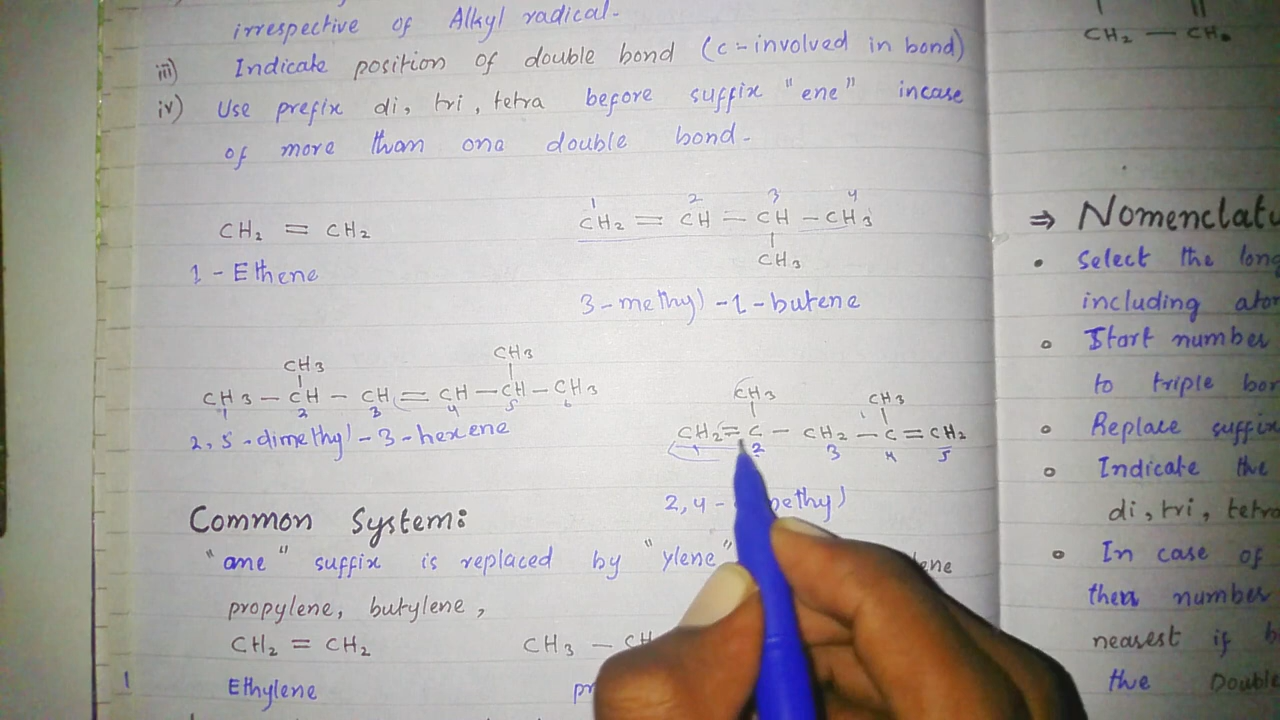 irrespective of Alkyl radical-
iii) Indicate position of double bond (c-involved in bond)
iv) Use prefix di, tri, tetra before suffix "ene" incase
of more than one double bond-
CH2 = CH2
1 - Ethene
1 2 3 4
CH2 = CH - CH - CH3
CH3
3-methyl-1-butene
CH3 CH3
CH3 - CH - CH = CH - CH - CH3
1 2 3 4 5 6
2,5-dimethyl-3-hexene
CH3 CH3
CH2 = C - CH2 - C = CH2
1 2 3 4 5
2,4-
Common System:
"ane" suffix is replaced by "ylene"
propylene, butylene,
CH2 = CH2
Ethylene
CH3 -
CH2 - CH
⇒
• Select the
including
Start number
to triple
Replace
Indicate the
di, tri,
In case of
then number
nearest if
the Double
1